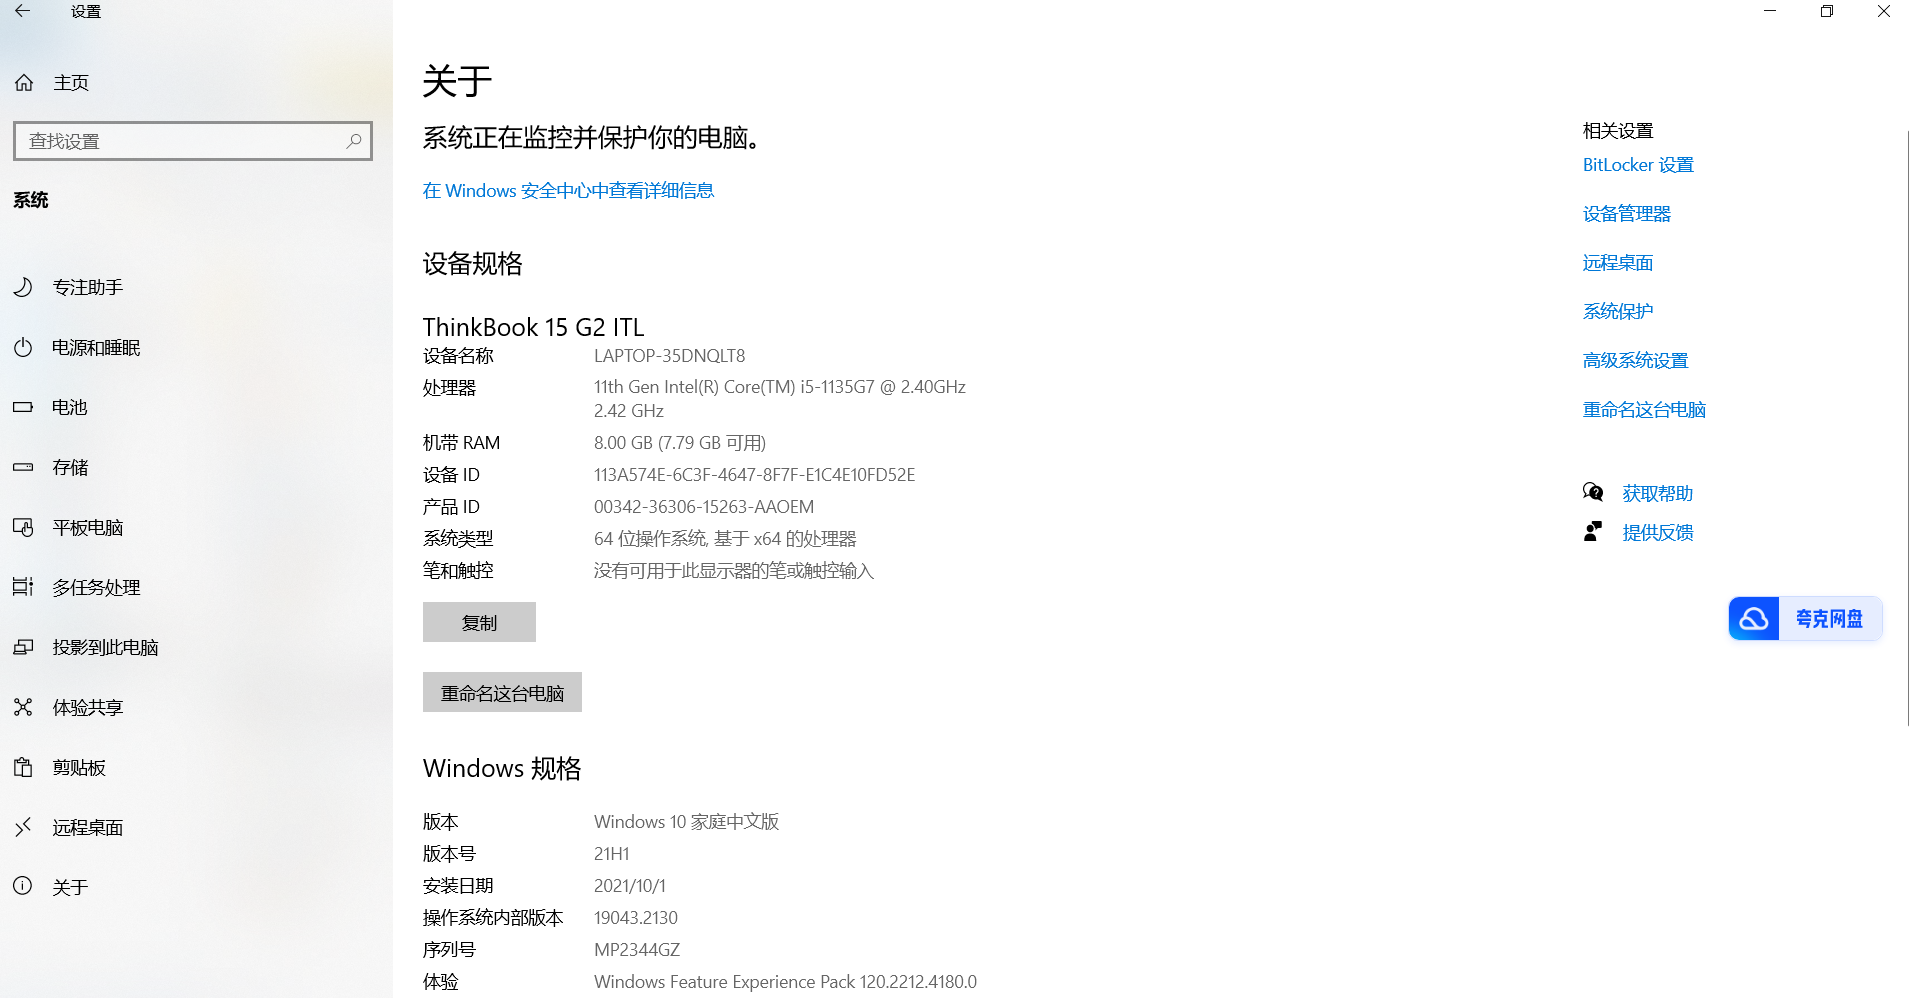 设置
主页
查找设置
系统
专注助手
电源和睡眠
电池
存储
平板电脑
多任务处理
投影到此电脑
体验共享
剪贴板
远程桌面
关于
关于
系统正在监控并保护你的电脑。
在 Windows 安全中心中查看详细信息
设备规格
ThinkBook 15 G2 ITL
设备名称 LAPTOP-35DNQLT8
处理器 11th Gen Intel(R) Core(TM) i5-1135G7 @ 2.40GHz
2.42 GHz
机带 RAM 8.00 GB (7.79 GB 可用)
设备 ID 113A574E-6C3F-4647-8F7F-E1C4E10FD52E
产品 ID 00342-36306-15263-AAOEM
系统类型 64 位操作系统, 基于 x64 的处理器
笔和触控 没有可用于此显示器的笔或触控输入
复制
重命名这台电脑
Windows 规格
版本 Windows 10 家庭中文版
版本号 21H1
安装日期 2021/10/1
操作系统内部版本 19043.2130
序列号 MP2344GZ
体验 Windows Feature Experience Pack 120.2212.4180.0
相关设置
BitLocker 设置
设备管理器
远程桌面
系统保护
高级系统设置
重命名这台电脑
获取帮助
提供反馈
夸克网盘